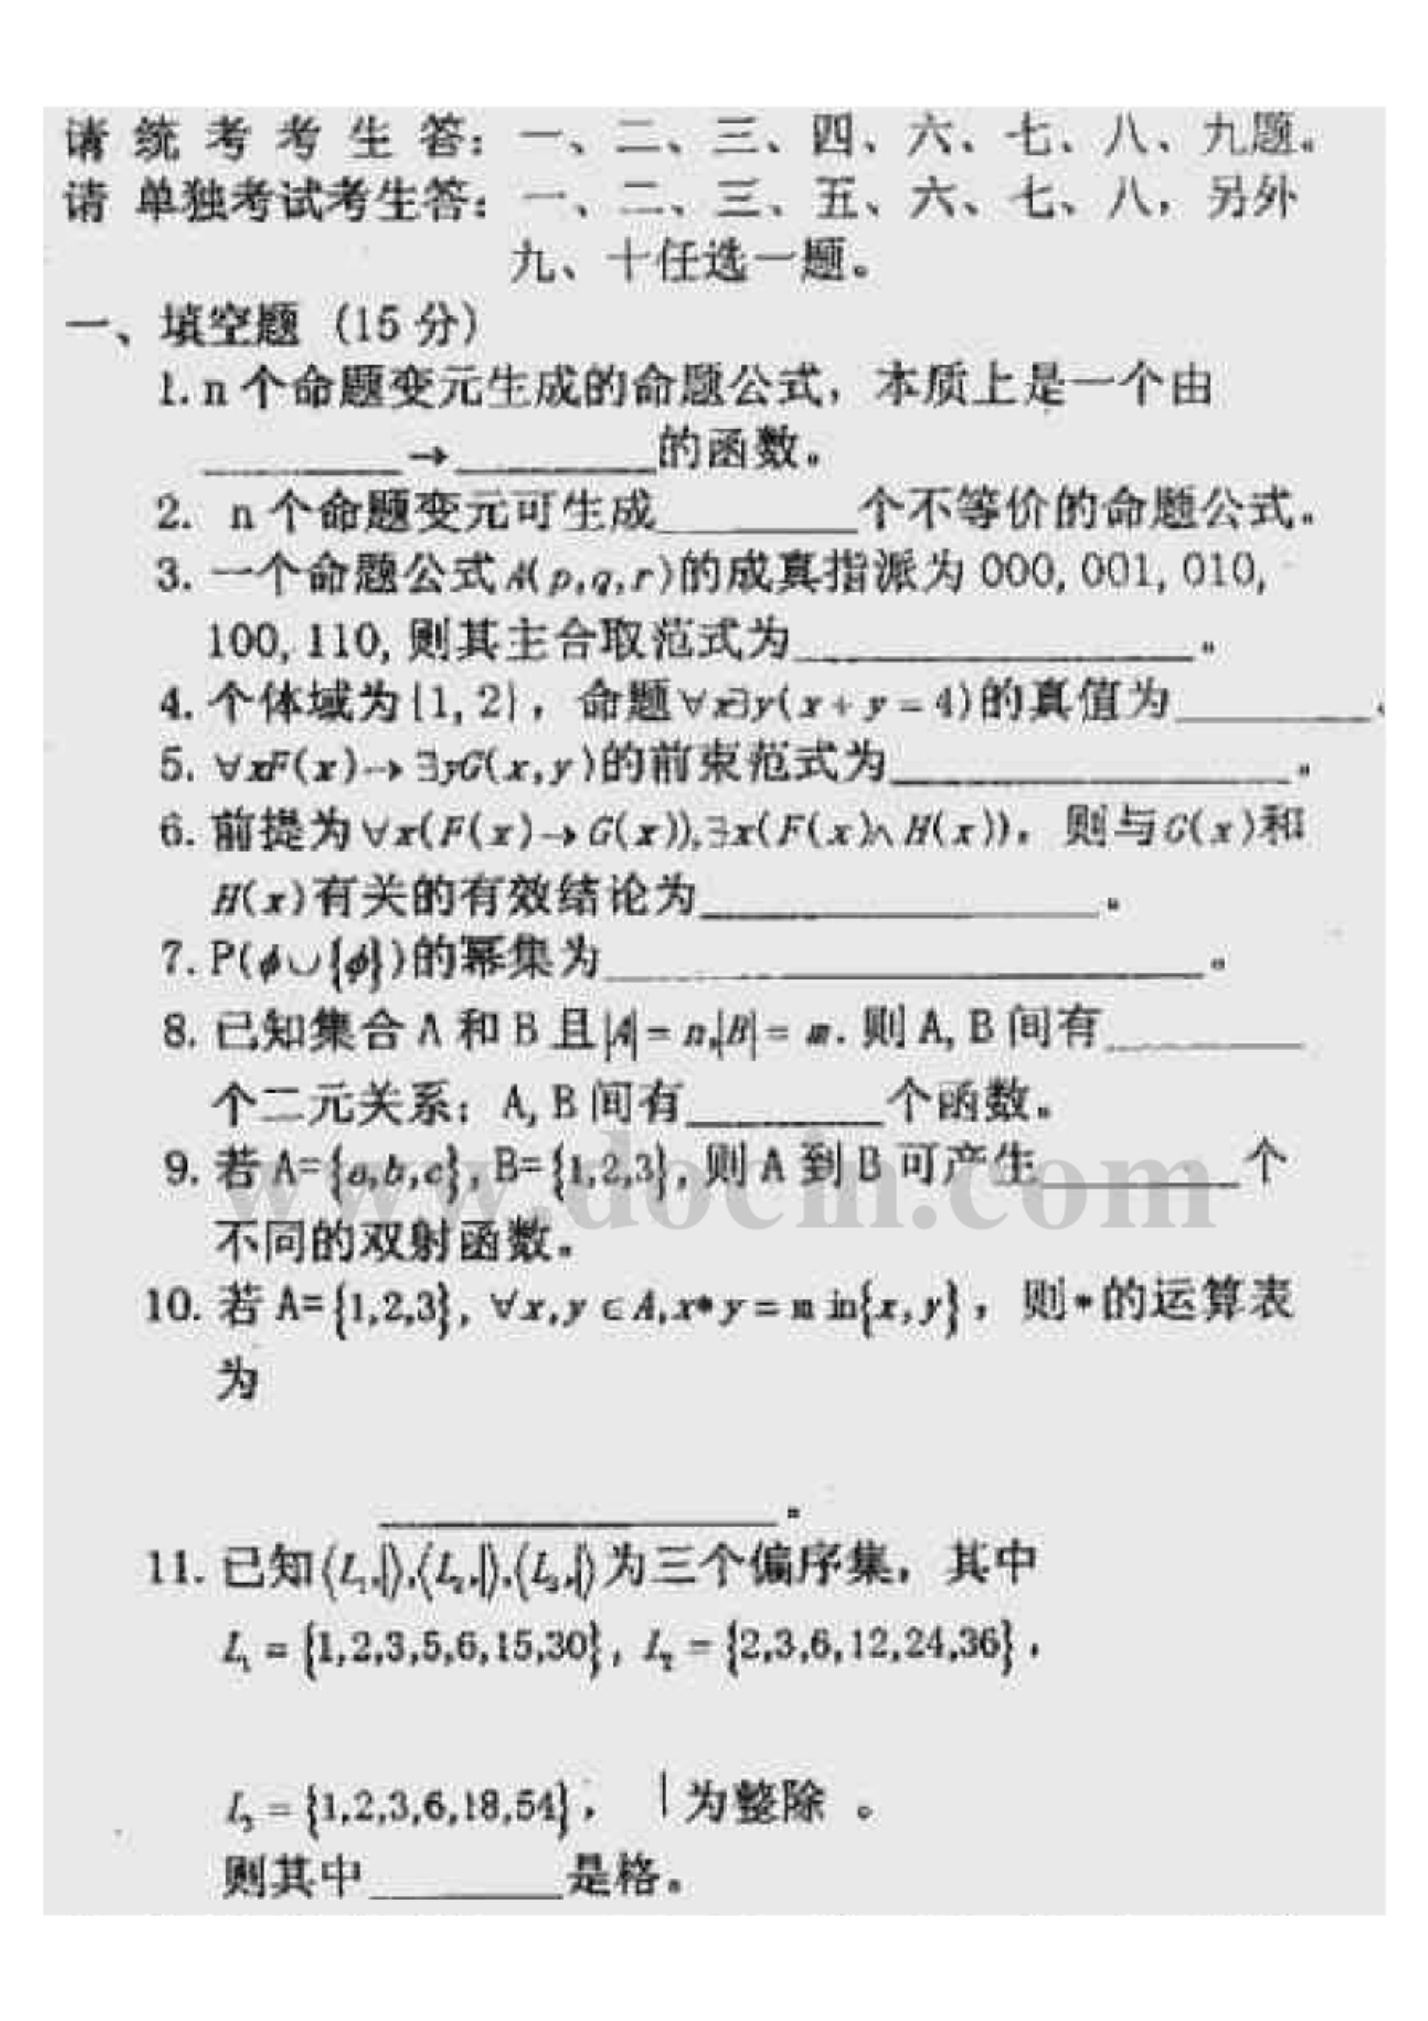 请 统 考 考 生 答：一、二、三、四、六、七、八、九题。
请 单独考试考生答：一、二、三、五、六、七、八，另外
九、十任选一题。
一、填空题（15分）
1. n个命题变元生成的命题公式，本质上是一个由
________→________的函数。
2. n个命题变元可生成________个不等价的命题公式。
3. 一个命题公式A(p,q,r)的成真指派为000,001,010,
100,110,则其主合取范式为________________。
4. 个体域为{1,2}，命题∀x∃y(x+y=4)的真值为________.
5. ∀xF(x)→∃yG(x,y)的前束范式为________________。
6. 前提为∀x(F(x)→G(x)),∃x(F(x)∧H(x))，则与G(x)和
H(x)有关的有效结论为________________。
7. P(ϕ∪{ϕ})的幂集为________________________。
8. 已知集合A和B且|A|=n,|B|=m. 则A,B间有________
个二元关系；A,B间有________个函数。
9. 若A={a,b,c}, B={1,2,3}, 则A到B可产生________个
www.docin.com
不同的双射函数。
10. 若A={1,2,3}, ∀x,y∈A,x*y=min{x,y}，则*的运算表
为
________________。
11. 已知⟨L₁,|⟩,⟨L₂,|⟩,⟨L₃,|⟩为三个偏序集，其中
L₁={1,2,3,5,6,15,30}, L₂={2,3,6,12,24,36}，
L₃={1,2,3,6,18,54}， | 为整除 。
则其中________是格。